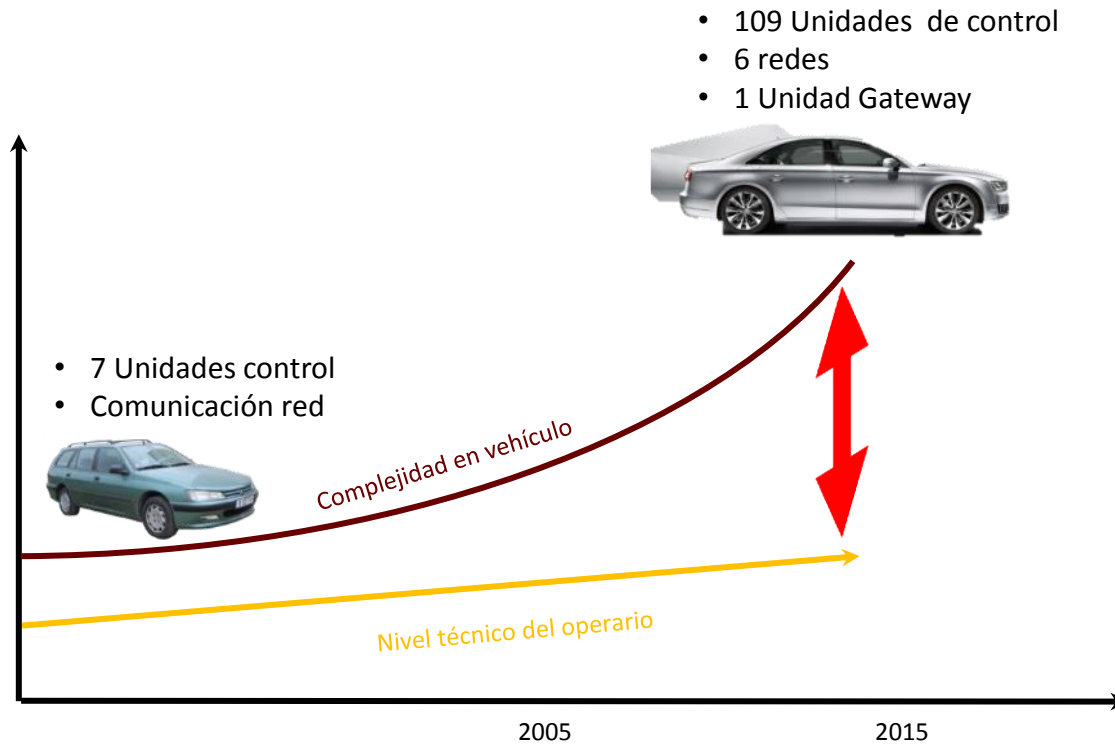 • 109 Unidades  de control
• 6 redes
• 1 Unidad Gateway
• 7 Unidades control
• Comunicación red
Complejidad en vehículo
Nivel técnico del operario
2005
2015